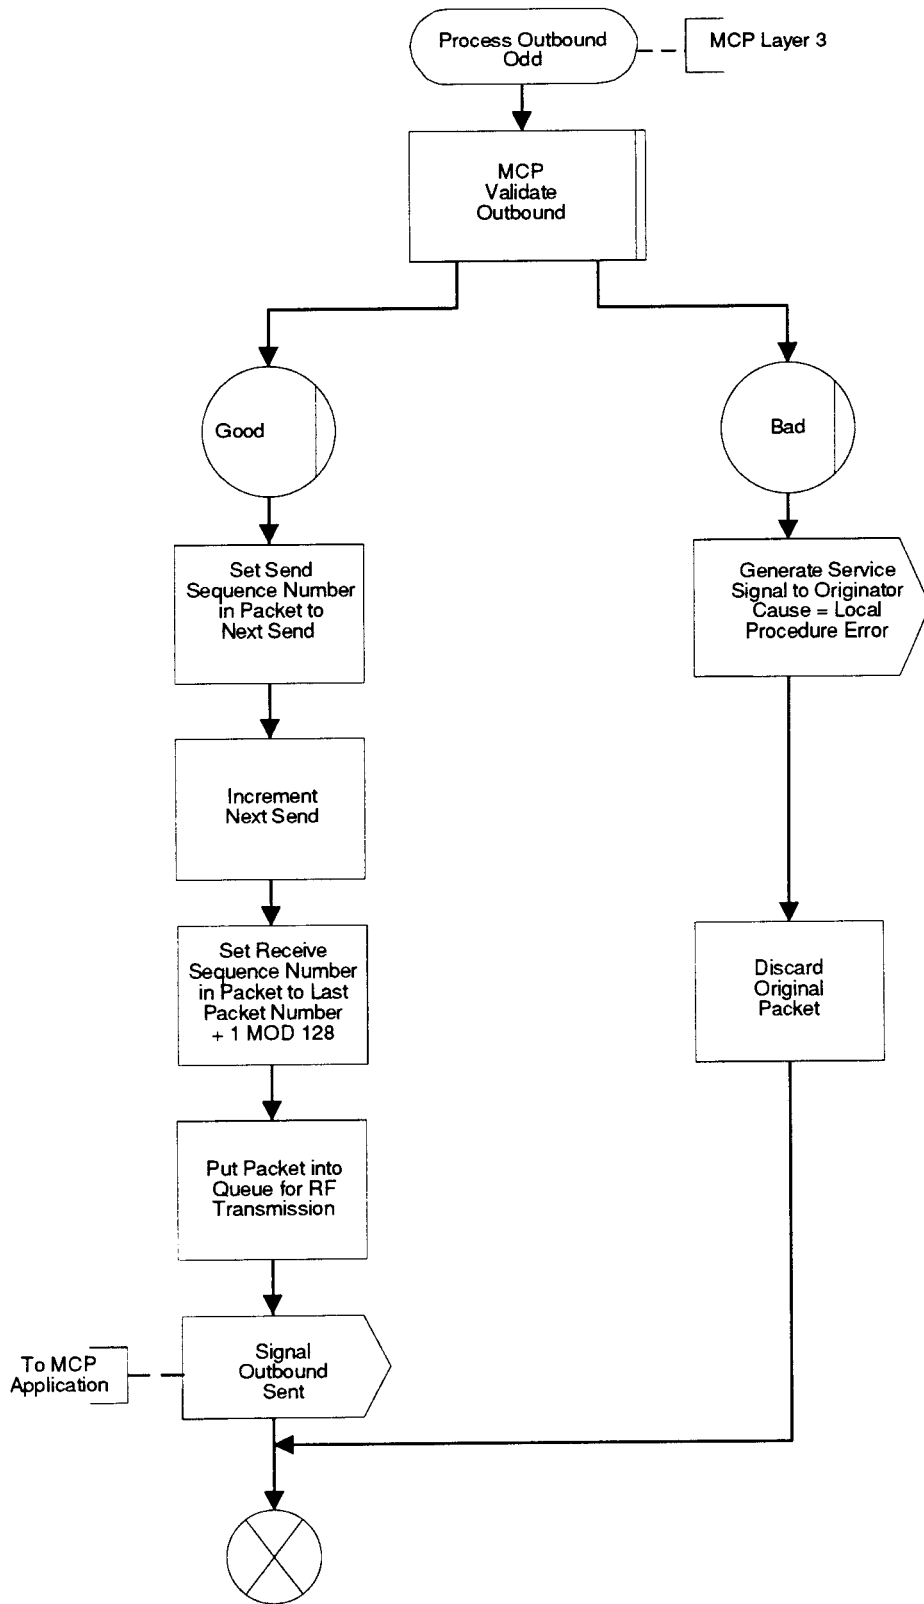 Process Outbound
Odd
MCP Layer 3
MCP
Validate
Outbound
Good
Bad
Set Send
Sequence Number
in Packet to
Next Send
Generate Service
Signal to Originator
Cause = Local
Procedure Error
Increment
Next Send
Set Receive
Sequence Number
in Packet to Last
Packet Number
+ 1 MOD 128
Discard
Original
Packet
Put Packet into
Queue for RF
Transmission
Signal
Outbound
Sent
To MCP
Application